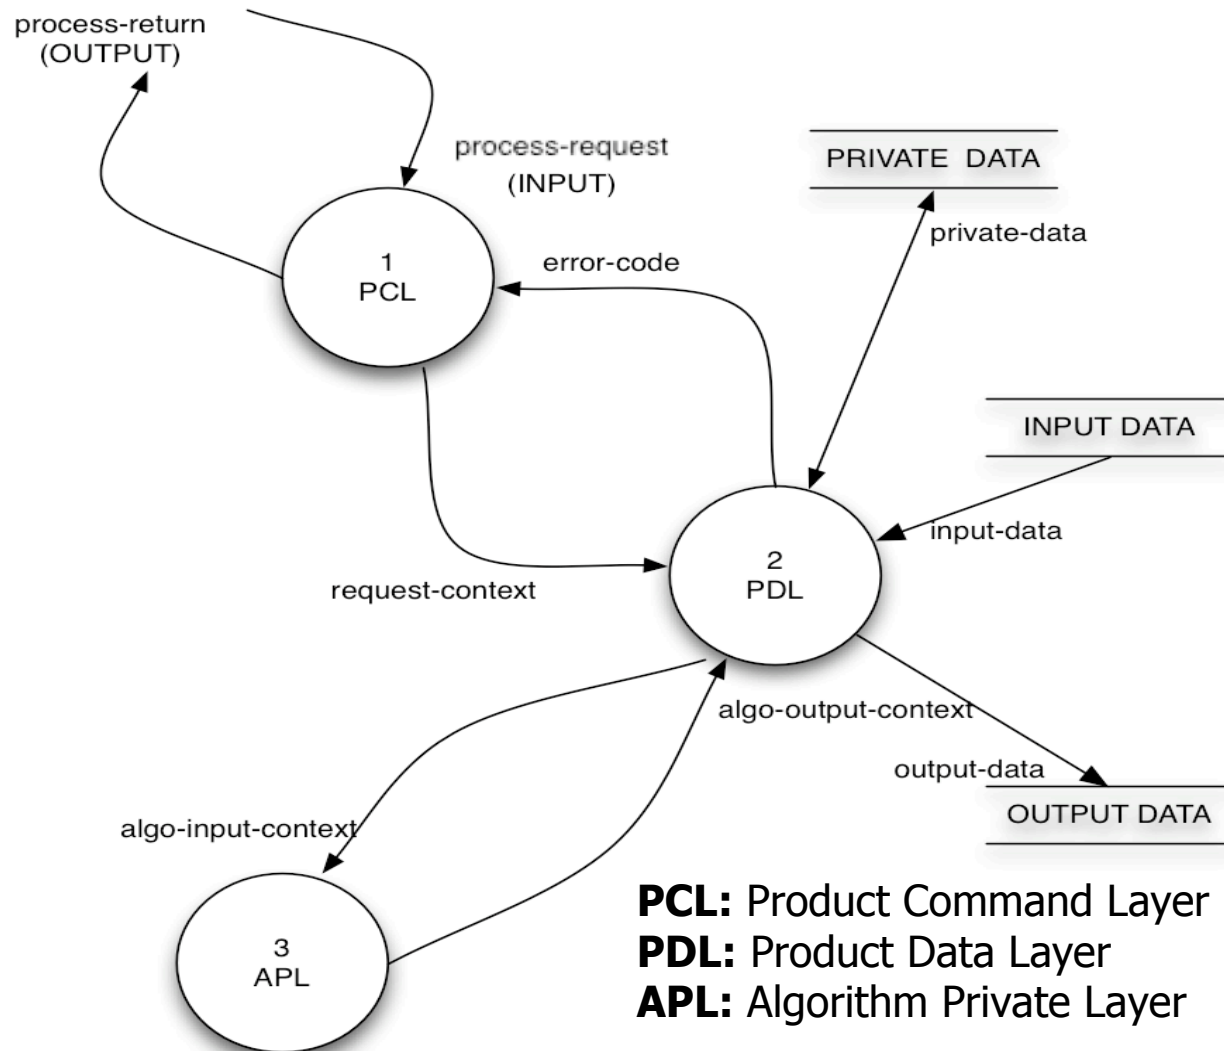 process-return
(OUTPUT)
process-request
(INPUT)
PRIVATE DATA
private-data
1
PCL
error-code
INPUT DATA
input-data
2
PDL
request-context
algo-output-context
output-data
OUTPUT DATA
algo-input-context
3
APL
PCL: Product Command Layer
PDL: Product Data Layer
APL: Algorithm Private Layer